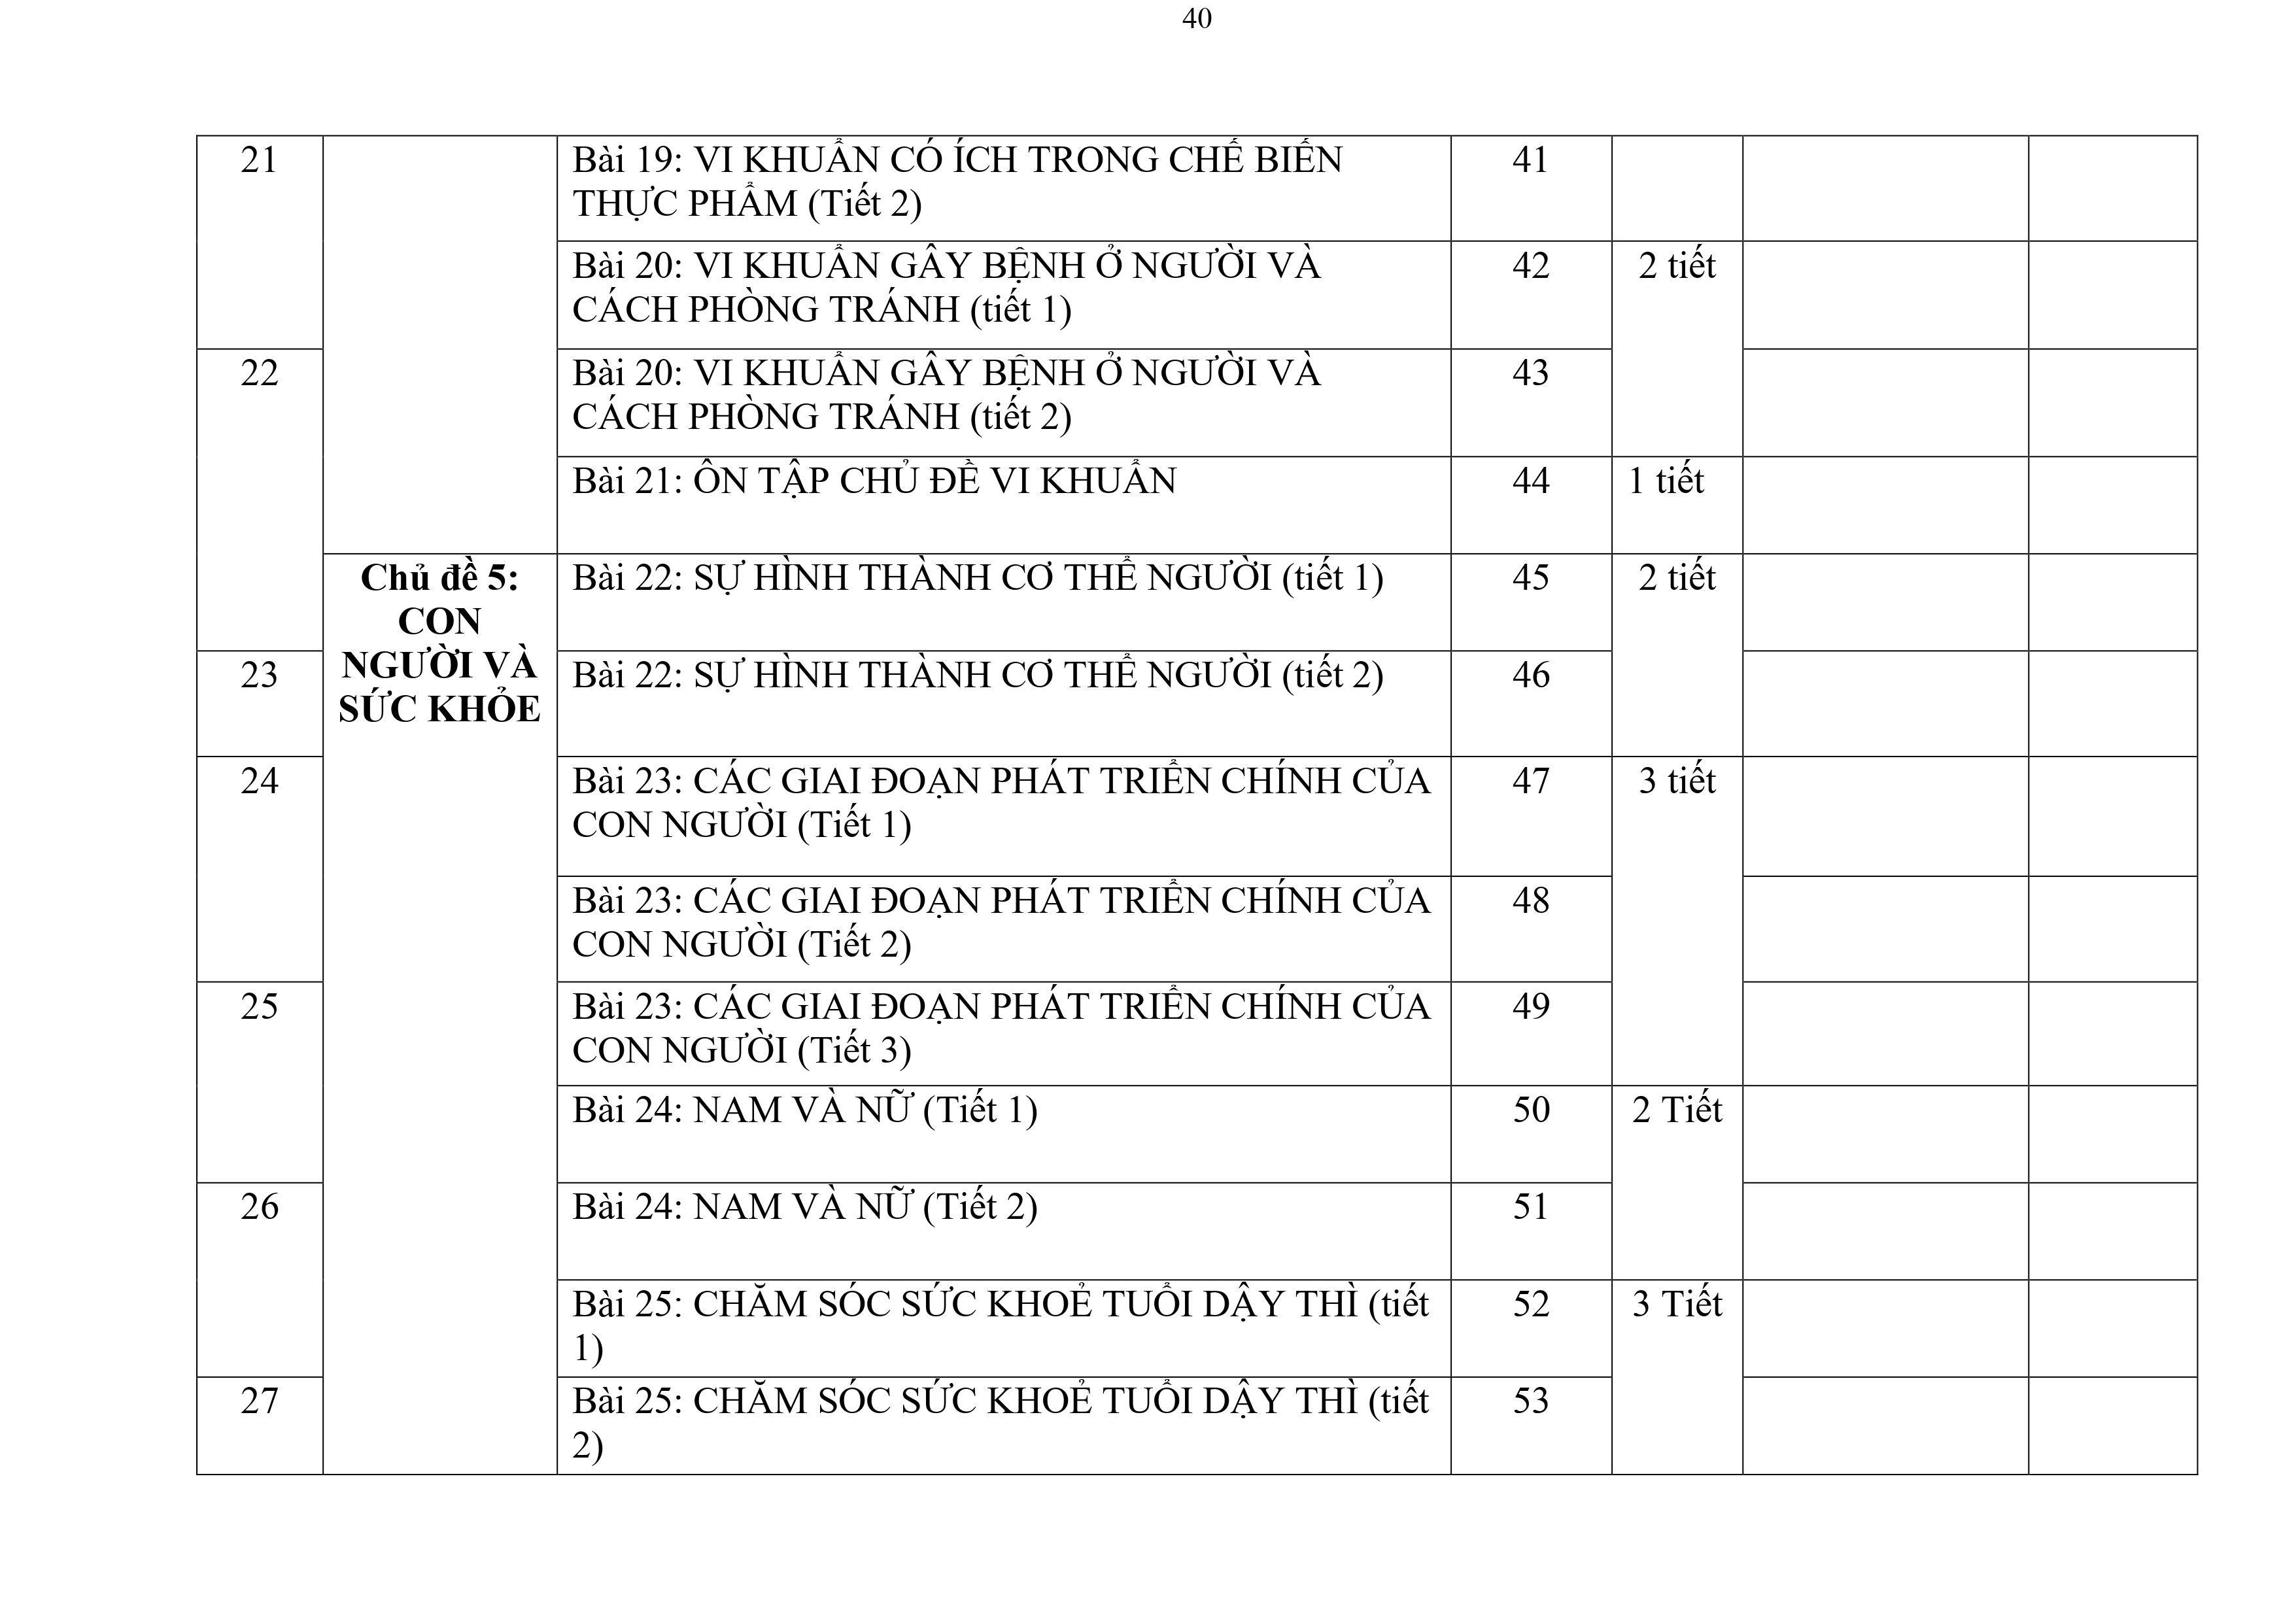 40
21
Bài 19: VI KHUẨN CÓ ÍCH TRONG CHẾ BIẾN
THỰC PHẨM (Tiết 2)
41
Bài 20: VI KHUẨN GÂY BỆNH Ở NGƯỜI VÀ
CÁCH PHÒNG TRÁNH (tiết 1)
42
2 tiết
22
Bài 20: VI KHUẨN GÂY BỆNH Ở NGƯỜI VÀ
CÁCH PHÒNG TRÁNH (tiết 2)
43
Bài 21: ÔN TẬP CHỦ ĐỀ VI KHUẨN
44
1 tiết
Chủ đề 5:
CON
NGƯỜI VÀ
SỨC KHỎE
Bài 22: SỰ HÌNH THÀNH CƠ THỂ NGƯỜI (tiết 1)
45
2 tiết
23
Bài 22: SỰ HÌNH THÀNH CƠ THỂ NGƯỜI (tiết 2)
46
24
Bài 23: CÁC GIAI ĐOẠN PHÁT TRIỂN CHÍNH CỦA
CON NGƯỜI (Tiết 1)
47
3 tiết
Bài 23: CÁC GIAI ĐOẠN PHÁT TRIỂN CHÍNH CỦA
CON NGƯỜI (Tiết 2)
48
25
Bài 23: CÁC GIAI ĐOẠN PHÁT TRIỂN CHÍNH CỦA
CON NGƯỜI (Tiết 3)
49
Bài 24: NAM VÀ NỮ (Tiết 1)
50
2 Tiết
26
Bài 24: NAM VÀ NỮ (Tiết 2)
51
Bài 25: CHĂM SÓC SỨC KHOẺ TUỔI DẬY THÌ (tiết
1)
52
3 Tiết
27
Bài 25: CHĂM SÓC SỨC KHOẺ TUỔI DẬY THÌ (tiết
2)
53